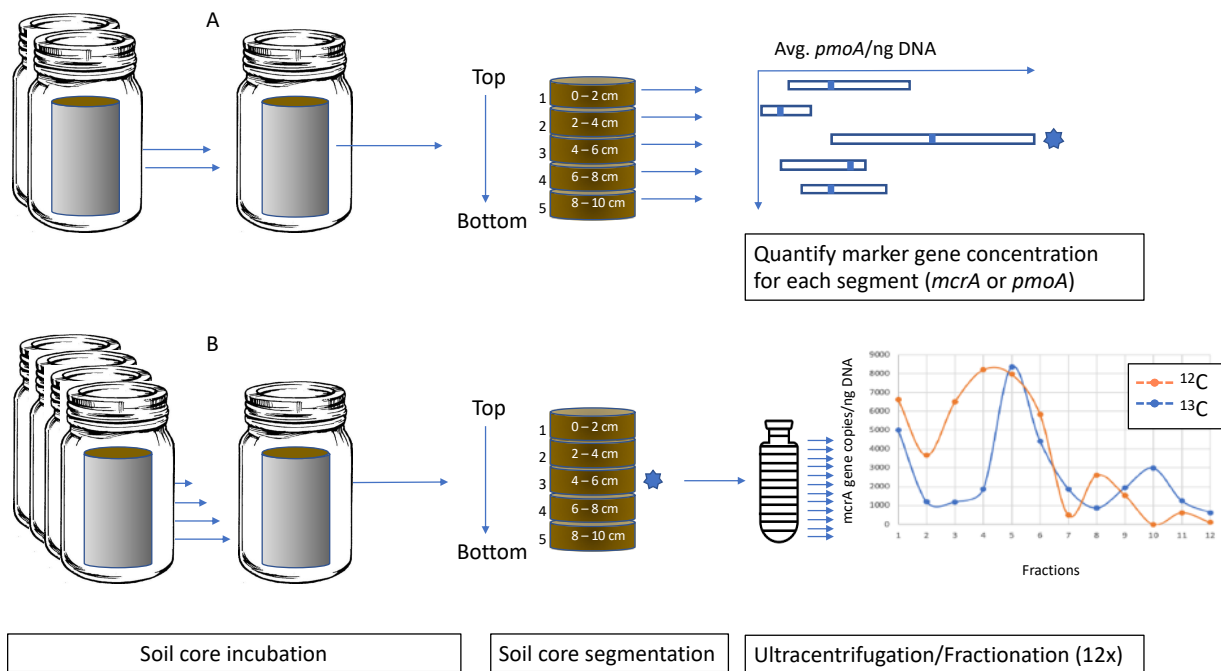 A
Top
Bottom
1
2
3
4
5
0 – 2 cm
2 – 4 cm
4 – 6 cm
6 – 8 cm
8 – 10 cm
Avg. pmoA/ng DNA
Quantify marker gene concentration
for each segment (mcrA or pmoA)
B
Top
Bottom
1
2
3
4
5
0 – 2 cm
2 – 4 cm
4 – 6 cm
6 – 8 cm
8 – 10 cm
mcrA gene copies/ng DNA
9000
8000
7000
6000
5000
4000
3000
2000
1000
0
1 2 3 4 5 6 7 8 9 10 11 12
Fractions
¹²C
¹³C
Soil core incubation
Soil core segmentation
Ultracentrifugation/Fractionation (12x)